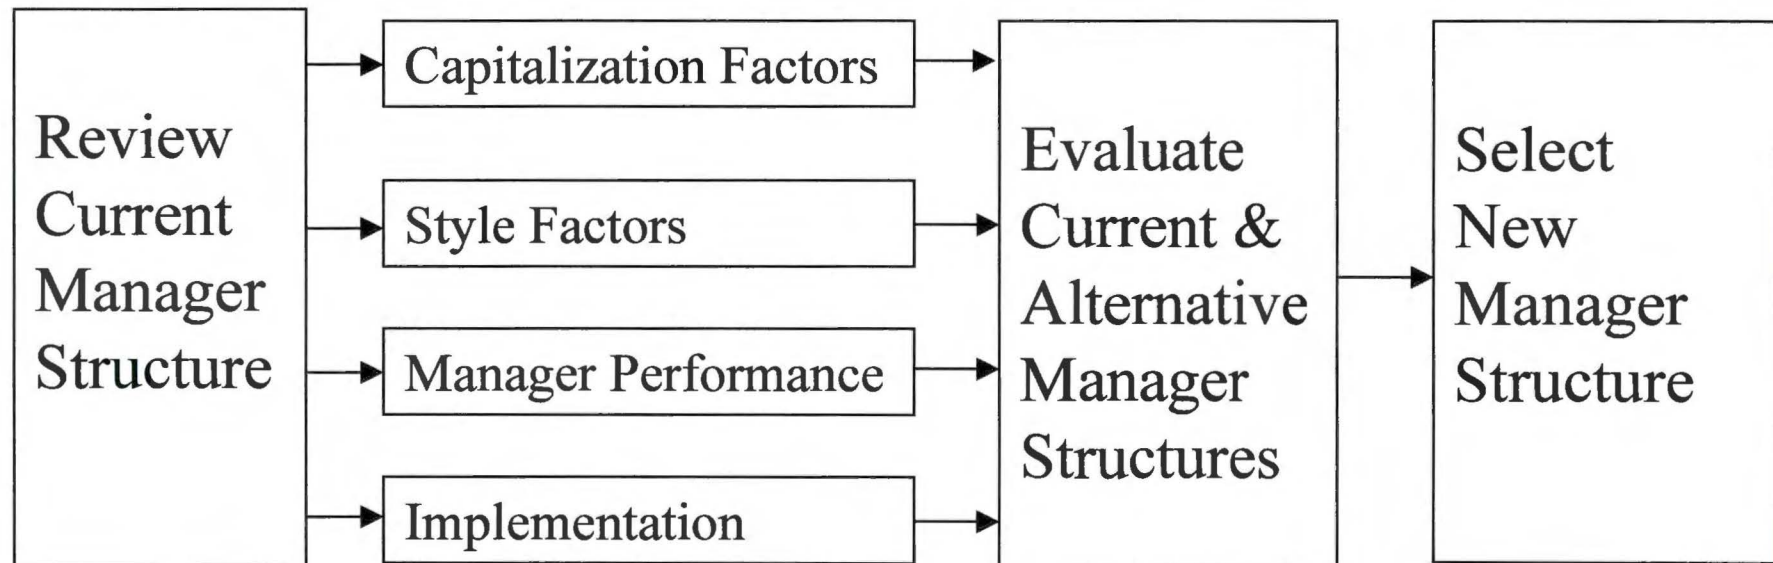 Review
Current
Manager
Structure
Capitalization Factors
Style Factors
Manager Performance
Implementation
Evaluate
Current &
Alternative
Manager
Structures
Select
New
Manager
Structure